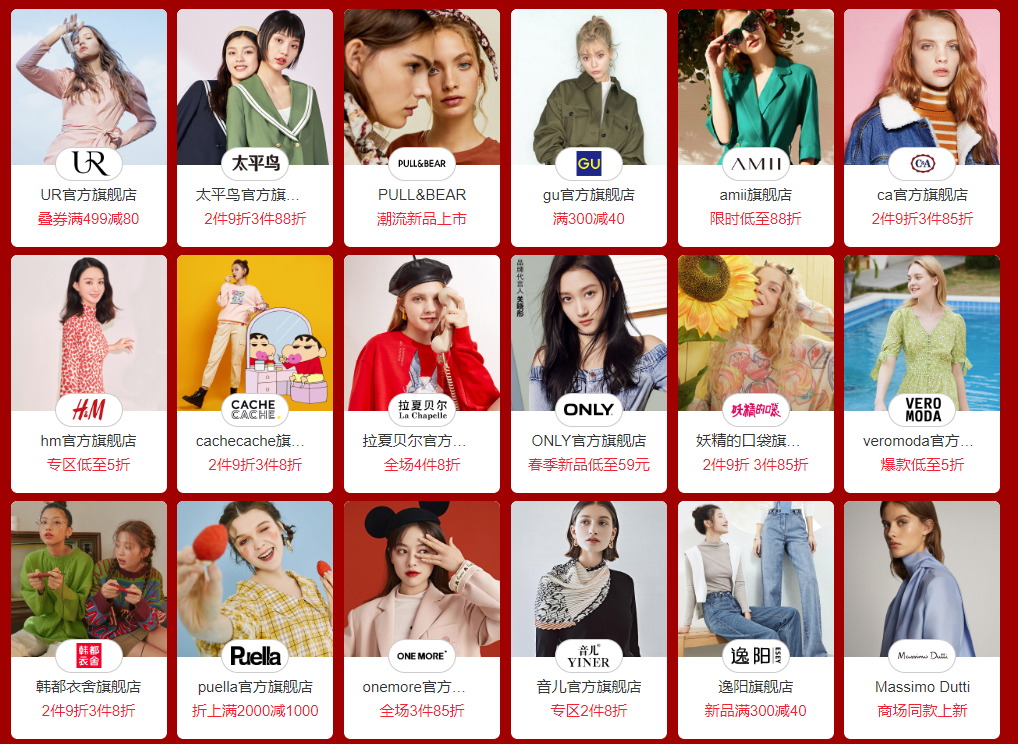 UR
太平鸟
PULL&BEAR
GU
AMII
C&A
UR官方旗舰店
太平鸟官方旗…
PULL&BEAR
gu官方旗舰店
amii旗舰店
ca官方旗舰店
叠券满499减80
2件9折3件88折
潮流新品上市
满300减40
限时低至88折
2件9折3件85折
品牌代言人 关晓彤
H&M
CACHE
CACHE
拉夏贝尔
La Chapelle
ONLY
妖精的口袋
VERO
MODA
hm官方旗舰店
cachecache旗…
拉夏贝尔官方…
ONLY官方旗舰店
妖精的口袋旗…
veromoda官方…
专区低至5折
2件9折3件8折
全场4件8折
春季新品低至59元
2件9折 3件85折
爆款低至5折
韩都
衣舍
Puella
ONE MORE
音儿
YINER
逸阳
Massimo Dutti
韩都衣舍旗舰店
puella官方旗舰店
onemore官方…
音儿官方旗舰店
逸阳旗舰店
Massimo Dutti
2件9折3件8折
折上满2000减1000
全场3件85折
专区2件8折
新品满300减40
商场同款上新